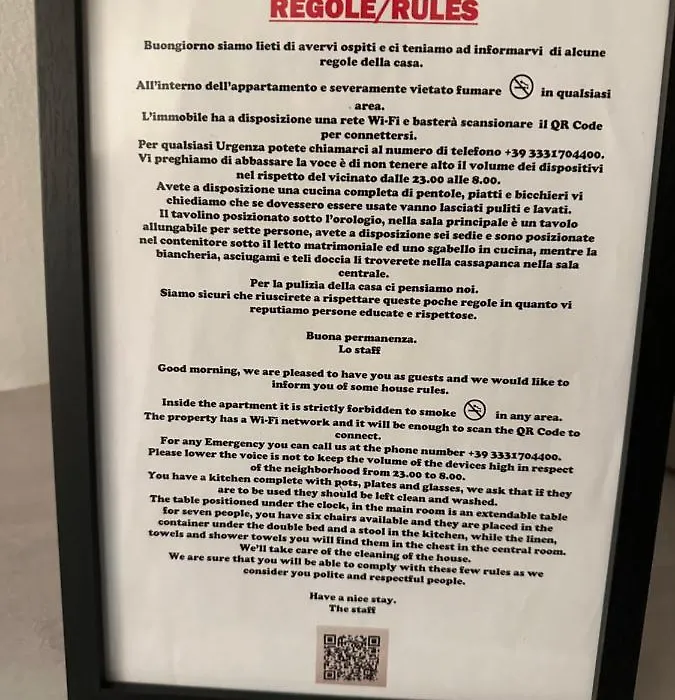 REGOLE/RULES
Buongiorno siamo lieti di avervi ospiti e ci teniamo ad informarvi di alcune
regole della casa.
All'interno dell'appartamento e severamente vietato fumare in qualsiasi
area.
L'immobile ha a disposizione una rete Wi-Fi e basterà scansionare il QR Code
per connettersi.
Per qualsiasi Urgenza potete chiamarci al numero di telefono +39 3331704400.
Vi preghiamo di abbassare la voce è di non tenere alto il volume dei dispositivi
nel rispetto del vicinato dalle 23.00 alle 8.00.
Avete a disposizione una cucina completa di pentole, piatti e bicchieri vi
chiediamo che se dovessero essere usate vanno lasciati puliti e lavati.
Il tavolino posizionato sotto l'orologio, nella sala principale è un tavolo
allungabile per sette persone, avete a disposizione sei sedie e sono posizionate
nel contenitore sotto il letto matrimoniale ed uno sgabello in cucina, mentre la
biancheria, asciugami e teli doccia li troverete nella cassapanca nella sala
centrale.
Per la pulizia della casa ci pensiamo noi.
Siamo sicuri che riuscirete a rispettare queste poche regole in quanto vi
reputiamo persone educate e rispettose.
Buona permanenza.
Lo staff
Good morning, we are pleased to have you as guests and we would like to
inform you of some house rules.
Inside the apartment it is strictly forbidden to smoke in any area.
The property has a Wi-Fi network and it will be enough to scan the QR Code to
connect.
For any Emergency you can call us at the phone number +39 3331704400.
Please lower the voice is not to keep the volume of the devices high in respect
of the neighborhood from 23.00 to 8.00.
You have a kitchen complete with pots, plates and glasses, we ask that if they
are to be used they should be left clean and washed.
The table positioned under the clock, in the main room is an extendable table
for seven people, you have six chairs available and they are placed in the
container under the double bed and a stool in the kitchen, while the linen,
towels and shower towels you will find them in the chest in the central room.
We'll take care of the cleaning of the house.
We are sure that you will be able to comply with these few rules as we
consider you polite and respectful people.
Have a nice stay.
The staff